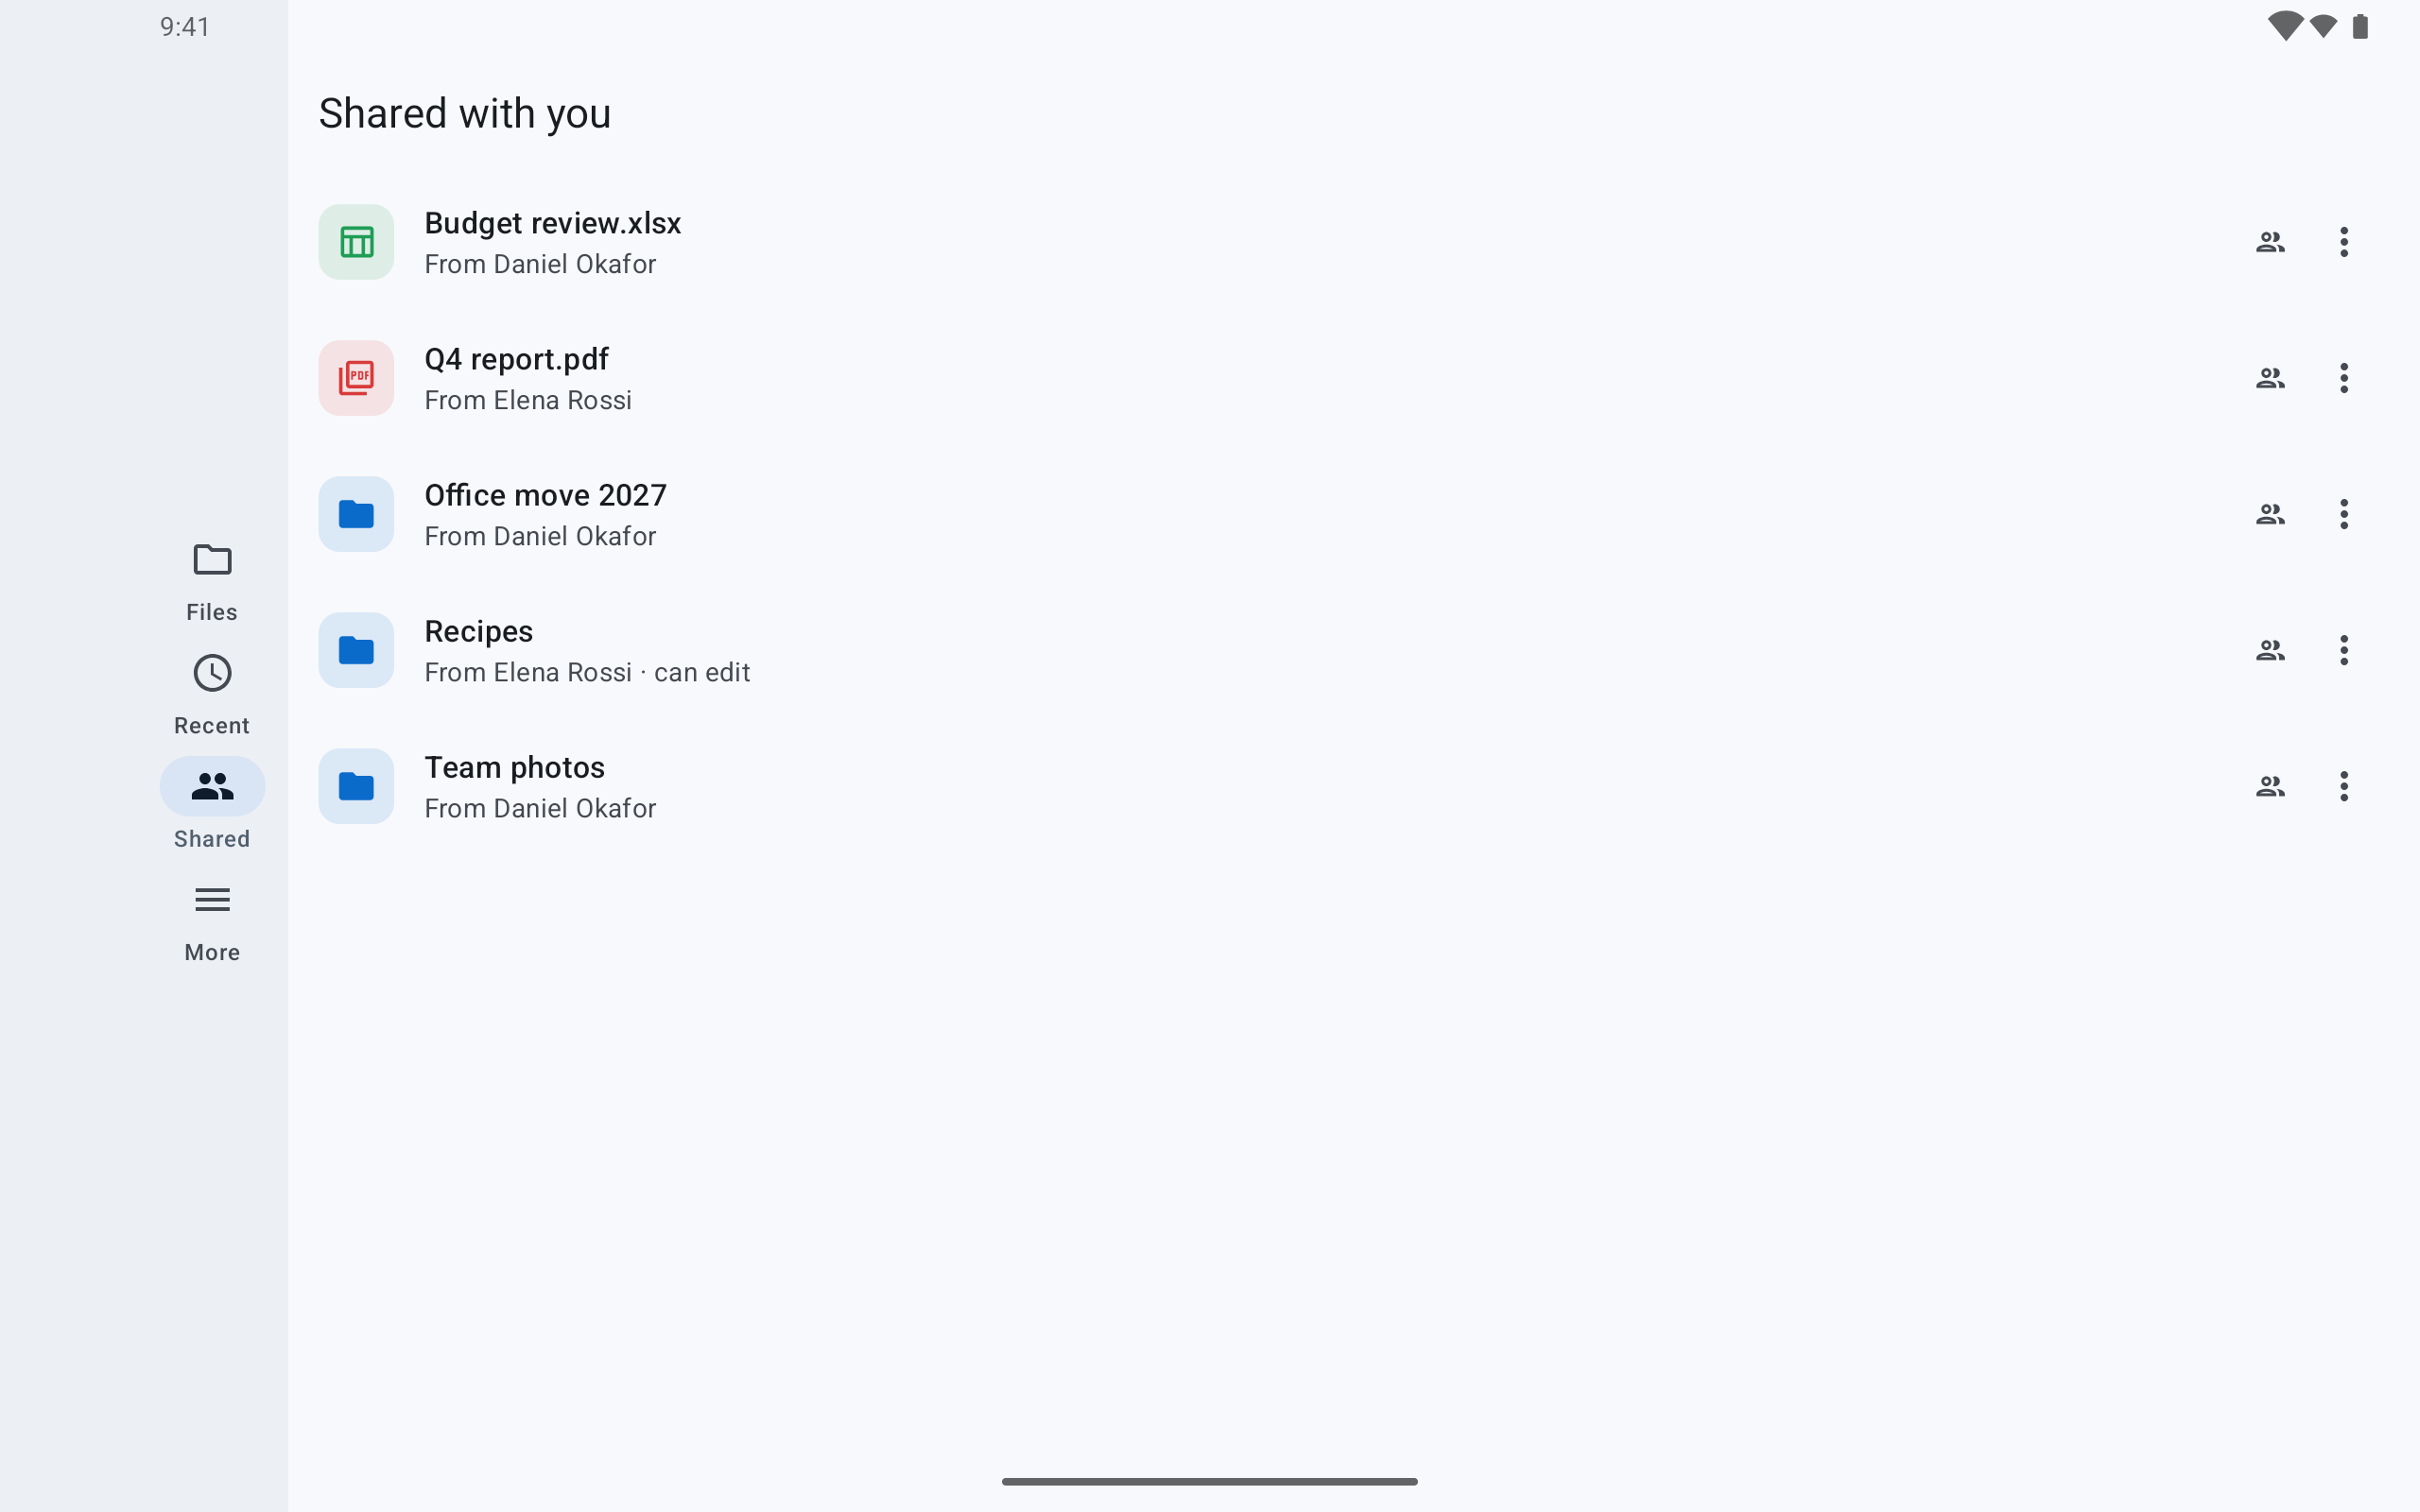 9:41
Shared with you
Budget review.xlsx
From Daniel Okafor
PDF
Q4 report.pdf
From Elena Rossi
Office move 2027
From Daniel Okafor
Recipes
From Elena Rossi · can edit
Team photos
From Daniel Okafor
Files
Recent
Shared
More